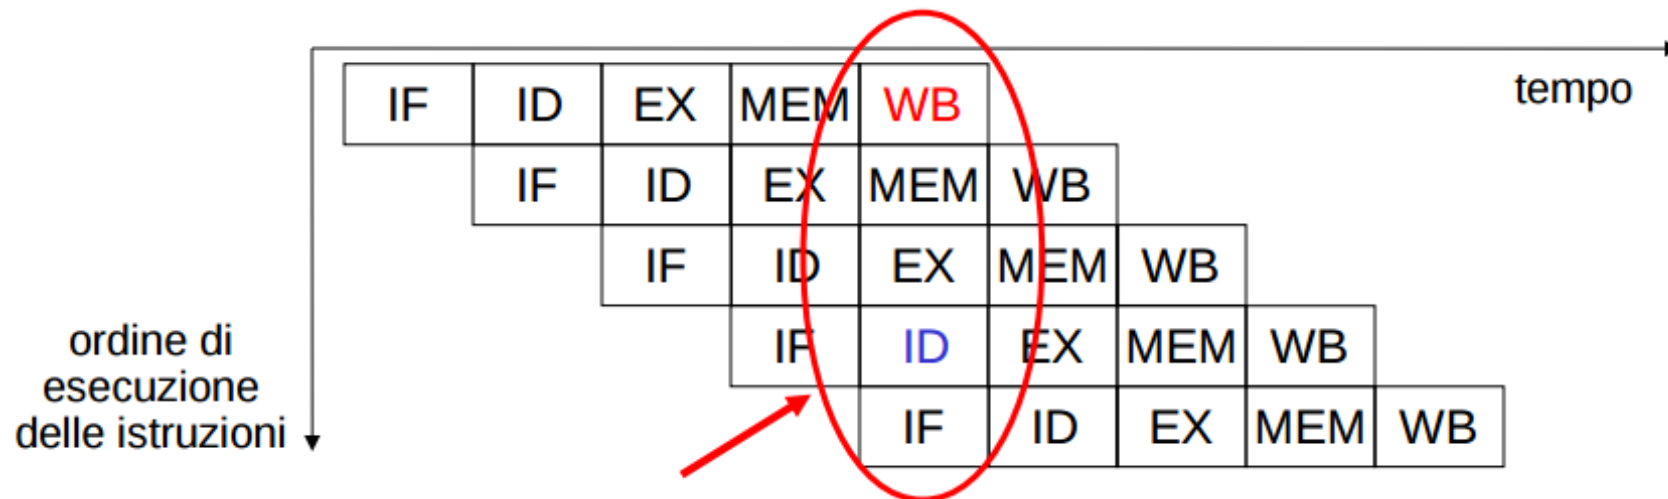 tempo
IF ID EX MEM WB
IF ID EX MEM WB
IF ID EX MEM WB
IF ID EX MEM WB
IF ID EX MEM WB
ordine di
esecuzione
delle istruzioni